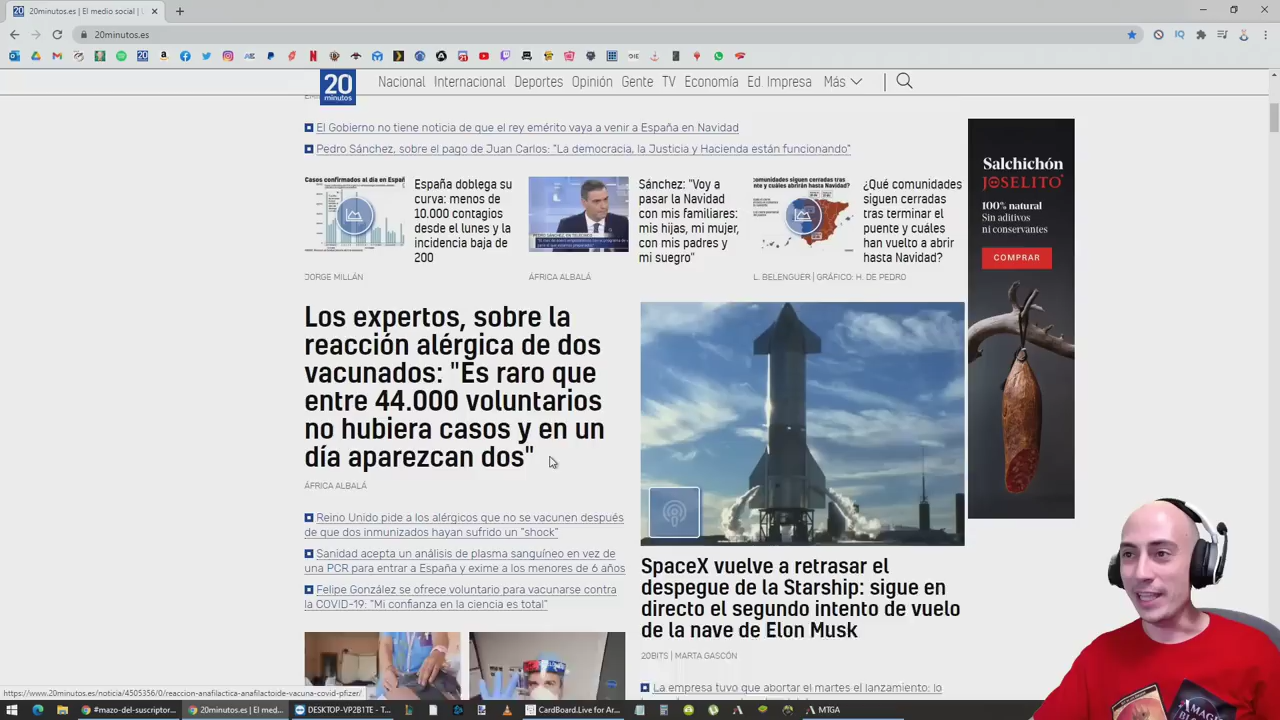 20minutos.es | El medio social | L
20minutos.es
20
minutos
Nacional Internacional Deportes Opinión Gente TV Economía Ed Impresa Más
El Gobierno no tiene noticia de que el rey emérito vaya a venir a España en Navidad
Pedro Sánchez, sobre el pago de Juan Carlos: "La democracia, la Justicia y Hacienda están funcionando"
Casos confirmados al día en Españ
España doblega su
curva: menos de
10.000 contagios
desde el lunes y la
incidencia baja de
200
JORGE MILLÁN
Sánchez: "Voy a
pasar la Navidad
con mis familiares:
mis hijas, mi mujer,
con mis padres y
mi suegro"
ÁFRICA ALBALÁ
¿Qué comunidades
siguen cerradas
tras terminar el
puente y cuáles
han vuelto a abrir
hasta Navidad?
L. BELENGUER | GRÁFICO: H. DE PEDRO
Salchichón
JOSELITO
100% natural
Sin aditivos
ni conservantes
COMPRAR
Los expertos, sobre la
reacción alérgica de dos
vacunados: "Es raro que
entre 44.000 voluntarios
no hubiera casos y en un
día aparezcan dos"
ÁFRICA ALBALÁ
Reino Unido pide a los alérgicos que no se vacunen después
de que dos inmunizados hayan sufrido un "shock"
Sanidad acepta un análisis de plasma sanguíneo en vez de
una PCR para entrar a España y exime a los menores de 6 años
Felipe González se ofrece voluntario para vacunarse contra
la COVID-19: "Mi confianza en la ciencia es total"
SpaceX vuelve a retrasar el
despegue de la Starship: sigue en
directo el segundo intento de vuelo
de la nave de Elon Musk
20BITS | MARTA GASCÓN
La empresa tuvo que abortar el martes el lanzamiento: lo
https://www.20minutos.es/noticia/4505356/0/reaccion-anafilactica-anafilactoide-vacuna-covid-pfizer/
#mazo-del-suscriptor...
20minutos.es | El med...
DESKTOP-VP2B1TE - T...
CardBoard.Live for Ar...
MTGA